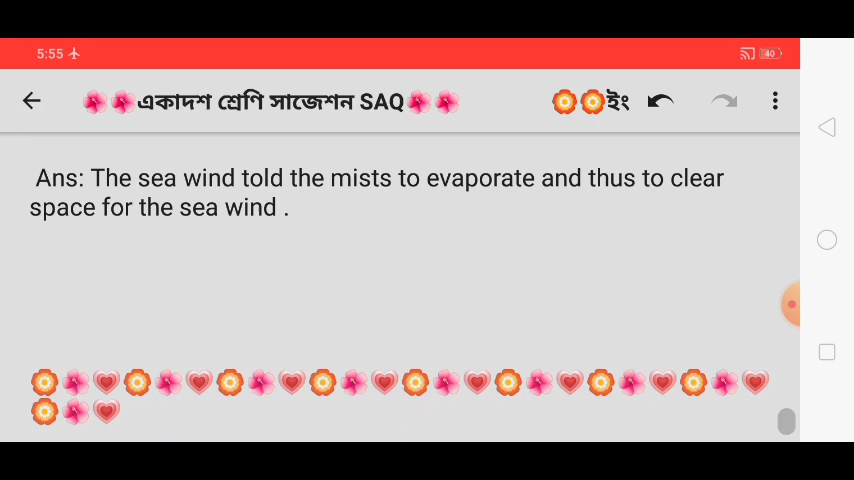 5:55
40
🌺🌺একাদশ শ্রেণি সাজেশন SAQ🌺🌺 🏵️🏵️ইং
Ans: The sea wind told the mists to evaporate and thus to clear
space for the sea wind .
🏵️🌺💗🏵️🌺💗🏵️🌺💗🏵️🌺💗🏵️🌺💗🏵️🌺💗🏵️🌺💗🏵️🌺💗
🏵️🌺💗